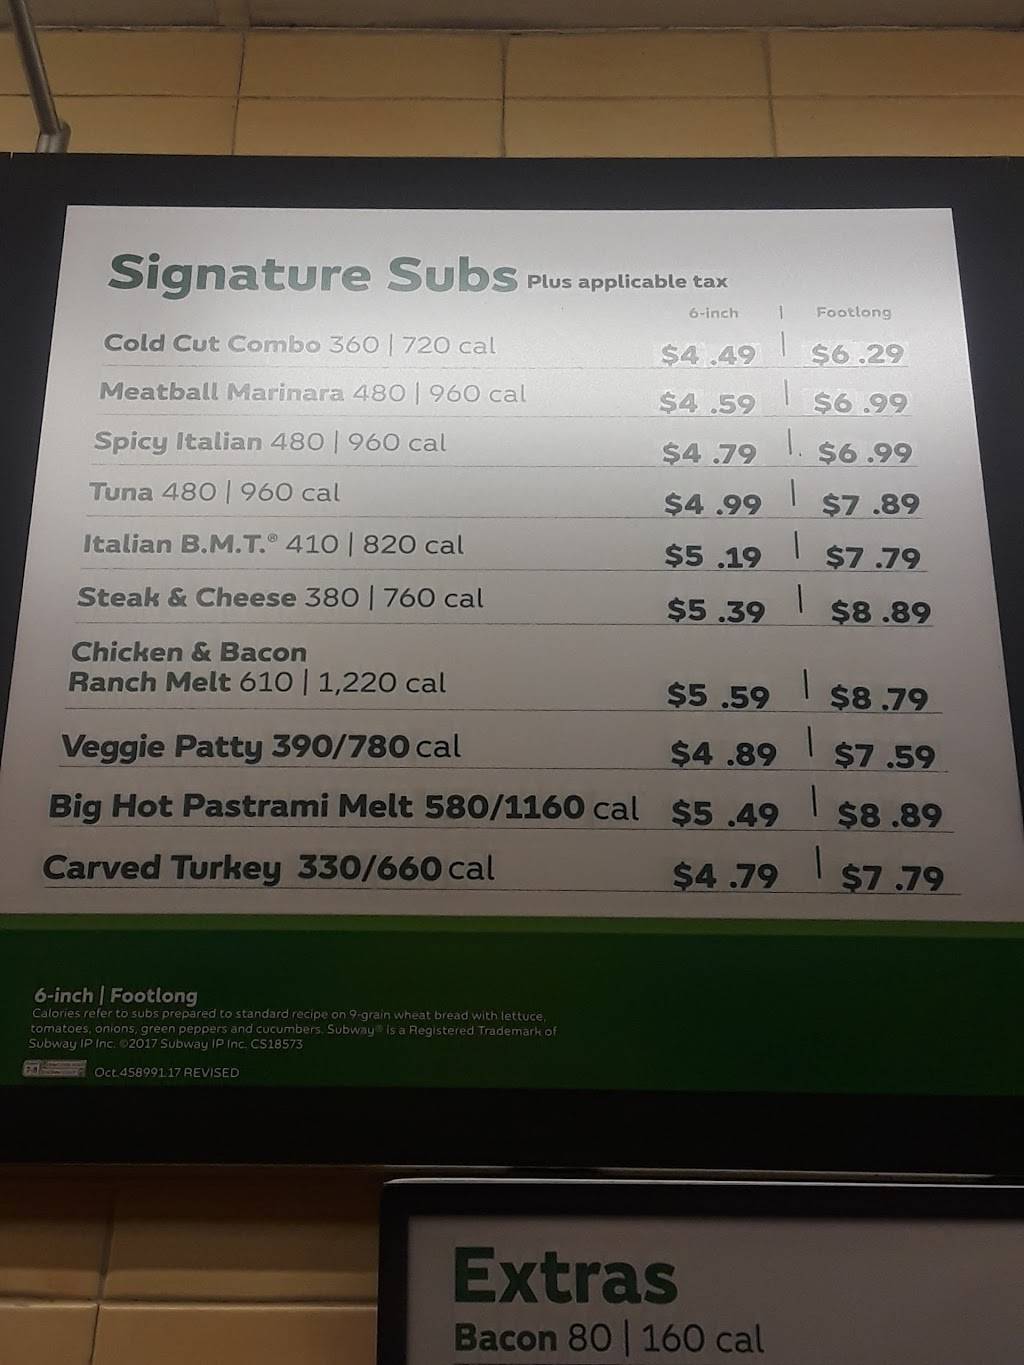 Signature Subs Plus applicable tax
6-inch | Footlong
Cold Cut Combo 360 | 720 cal $4.49 | $6.29
Meatball Marinara 480 | 960 cal $4.59 | $6.99
Spicy Italian 480 | 960 cal $4.79 | $6.99
Tuna 480 | 960 cal $4.99 | $7.89
Italian B.M.T.® 410 | 820 cal $5.19 | $7.79
Steak & Cheese 380 | 760 cal $5.39 | $8.89
Chicken & Bacon
Ranch Melt 610 | 1,220 cal $5.59 | $8.79
Veggie Patty 390/780 cal $4.89 | $7.59
Big Hot Pastrami Melt 580/1160 cal $5.49 | $8.89
Carved Turkey 330/660 cal $4.79 | $7.79
6-inch | Footlong
Calories refer to subs prepared to standard recipe on 9-grain wheat bread with lettuce,
tomatoes, onions, green peppers and cucumbers. Subway® is a Registered Trademark of
Subway IP Inc. ©2017 Subway IP Inc. CS18573
Oct.458991.17 REVISED
Extras
Bacon 80 | 160 cal